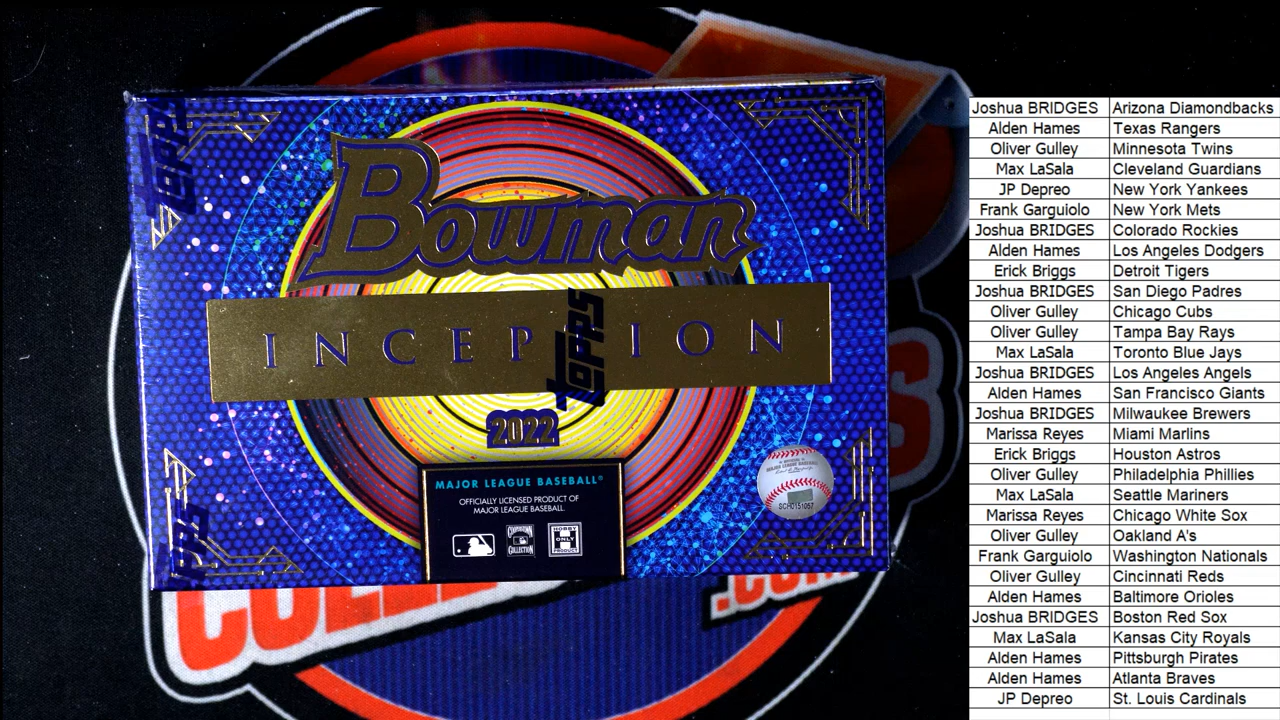 Bowman
INCEPTION
topps
2022
MAJOR LEAGUE BASEBALL®
OFFICIALLY LICENSED PRODUCT OF
MAJOR LEAGUE BASEBALL.
HOBBY
ONLY
PRODUCT
SCH0151057
topps
topps
.COM
Joshua BRIDGES Arizona Diamondbacks
Alden Hames Texas Rangers
Oliver Gulley Minnesota Twins
Max LaSala Cleveland Guardians
JP Depreo New York Yankees
Frank Garguiolo New York Mets
Joshua BRIDGES Colorado Rockies
Alden Hames Los Angeles Dodgers
Erick Briggs Detroit Tigers
Joshua BRIDGES San Diego Padres
Oliver Gulley Chicago Cubs
Oliver Gulley Tampa Bay Rays
Max LaSala Toronto Blue Jays
Joshua BRIDGES Los Angeles Angels
Alden Hames San Francisco Giants
Joshua BRIDGES Milwaukee Brewers
Marissa Reyes Miami Marlins
Erick Briggs Houston Astros
Oliver Gulley Philadelphia Phillies
Max LaSala Seattle Mariners
Marissa Reyes Chicago White Sox
Oliver Gulley Oakland A's
Frank Garguiolo Washington Nationals
Oliver Gulley Cincinnati Reds
Alden Hames Baltimore Orioles
Joshua BRIDGES Boston Red Sox
Max LaSala Kansas City Royals
Alden Hames Pittsburgh Pirates
Alden Hames Atlanta Braves
JP Depreo St. Louis Cardinals